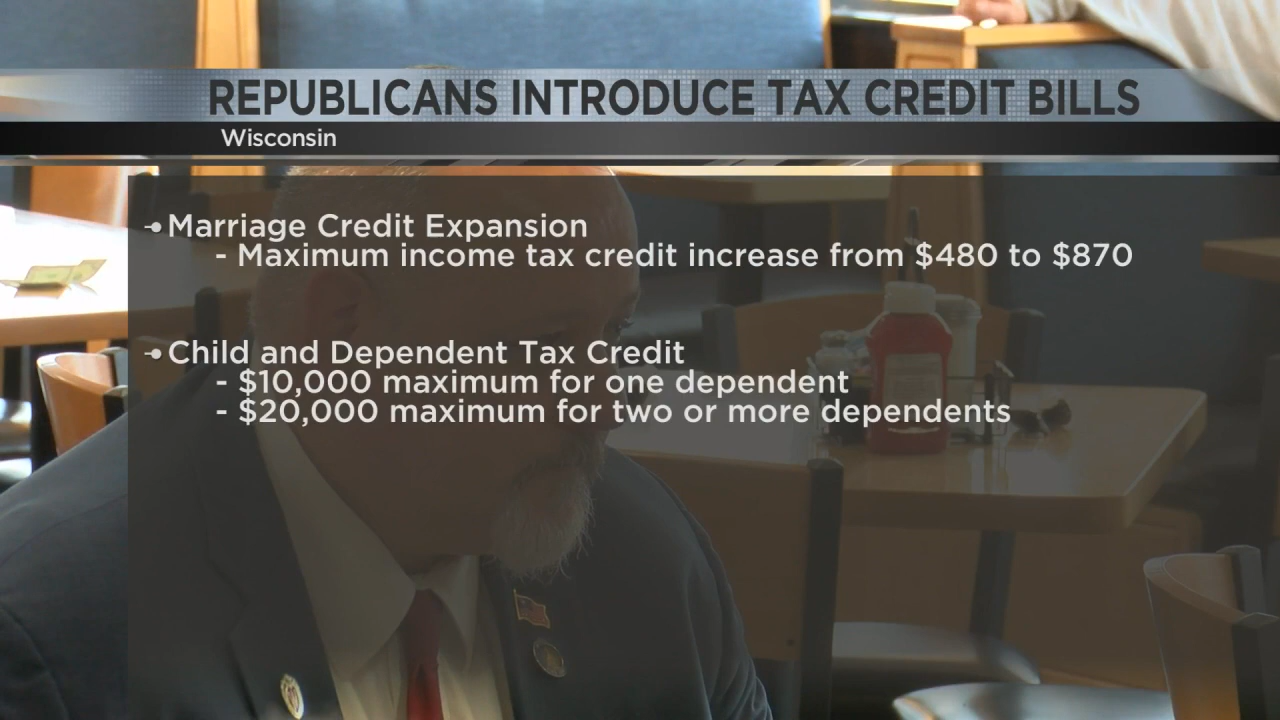 REPUBLICANS INTRODUCE TAX CREDIT BILLS
Wisconsin
Marriage Credit Expansion
- Maximum income tax credit increase from $480 to $870
Child and Dependent Tax Credit
- $10,000 maximum for one dependent
- $20,000 maximum for two or more dependents